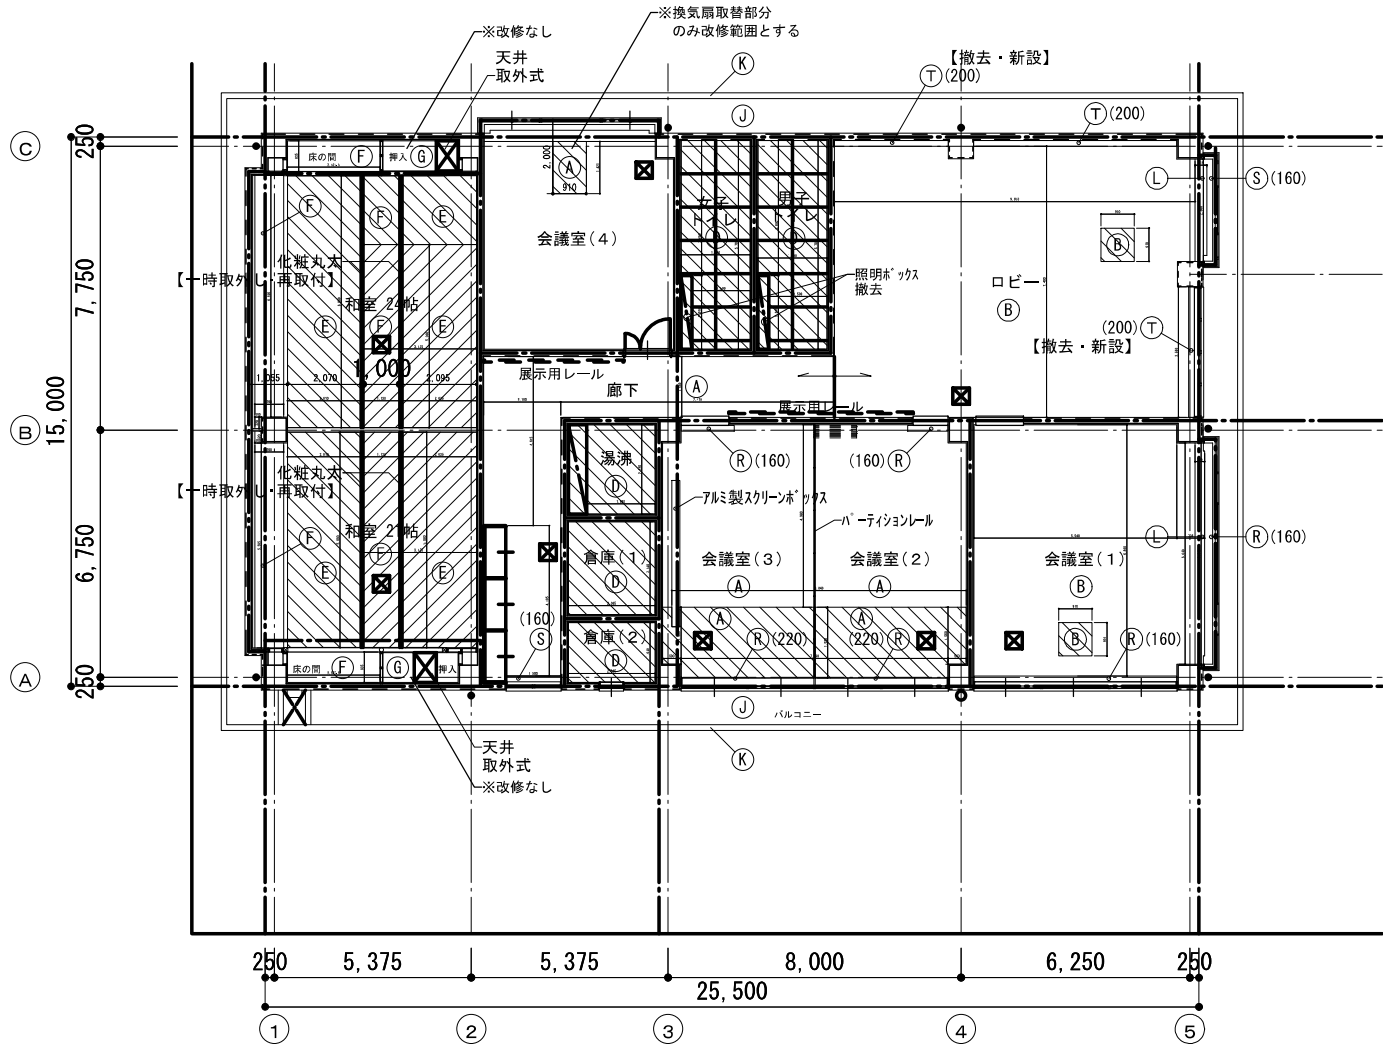 ※換気扇取替部分
のみ改修範囲とする
※改修なし
天井
取外式
K
【撤去・新設】
T (200)
J
T (200)
C
250
床の間
F
押入
G
2,000
A
910
L
S (160)
F
F
E
女子
トイレ
D
男子
トイレ
D
会議室(4)
B
化粧丸太
【一時取外し・再取付】
照明ボックス
撤去
ロビー
B
7,750
和室 24帖
E
F
E
(200) T
【撤去・新設】
1,055
2,070
1,000
2,095
展示用レール
廊下
A
展示用レール
15,000
B
湯沸
D
R (160)
(160) R
化粧丸太
【一時取外し・再取付】
アルミ製スクリーンボックス
パーティションレール
和室 21帖
F
F
E
E
6,750
倉庫(1)
D
会議室(3)
A
会議室(2)
A
会議室(1)
B
L
R (160)
(160)
S
倉庫(2)
D
A
R (220)
A
(220) R
B
R (160)
A
250
床の間
F
G
押入
J
バルコニー
K
天井
取外式
※改修なし
250
5,375
5,375
8,000
6,250
250
25,500
1
2
3
4
5